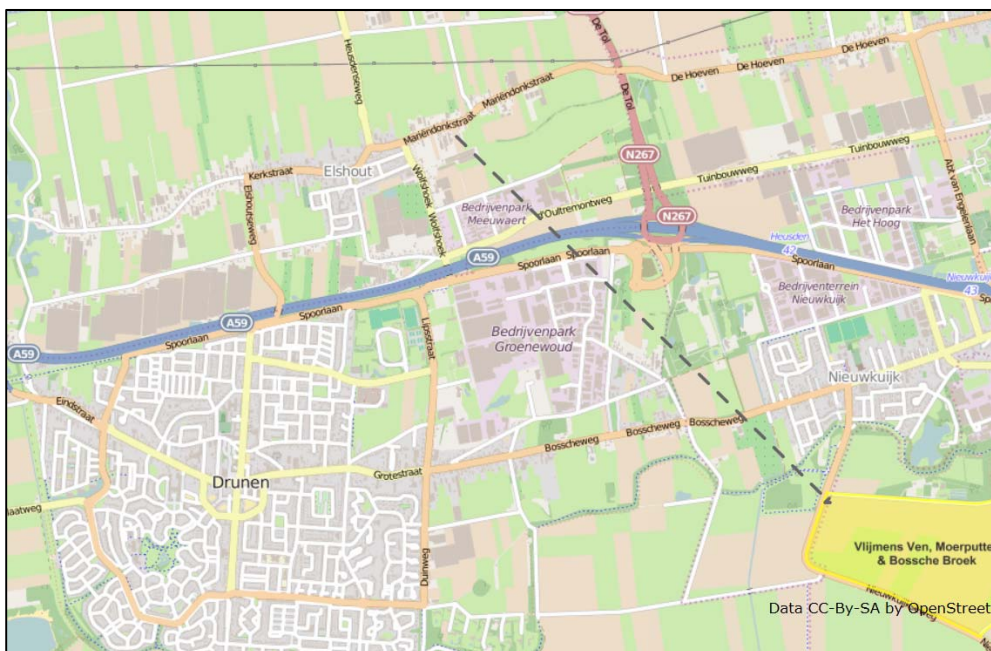 De Tol
De Hoeven
De Hoeven
De Hoeven
Heusdenseweg
Mariëndonkstraat
De Tol
Mariëndonkstraat
Kerkstraat
Elshout
N267
Tuinbouwweg
Tuinbouwweg
Abt van Engelenlaan
Elshoutseweg
Wolfshoek
Wolfshoek
Bedrijvenpark
Meeuwaert
d'Oultremontweg
N267
Bedrijvenpark
Het Hoog
Heusden
42
A59
Spoorlaan
Spoorlaan
Spoorlaan
Nieuwkuijk
43
Bedrijventerrein
Nieuwkuijk
A59
Spoorlaan
Lipsstraat
Bedrijvenpark
Groenewoud
A59
Nieuwkuijk
Eindstraat
Bosscheweg
Bosscheweg
Bosscheweg
Drunen
Grotestraat
Duinweg
Vlijmens Ven, Moerputte
& Bossche Broek
Data CC-By-SA by OpenStreet